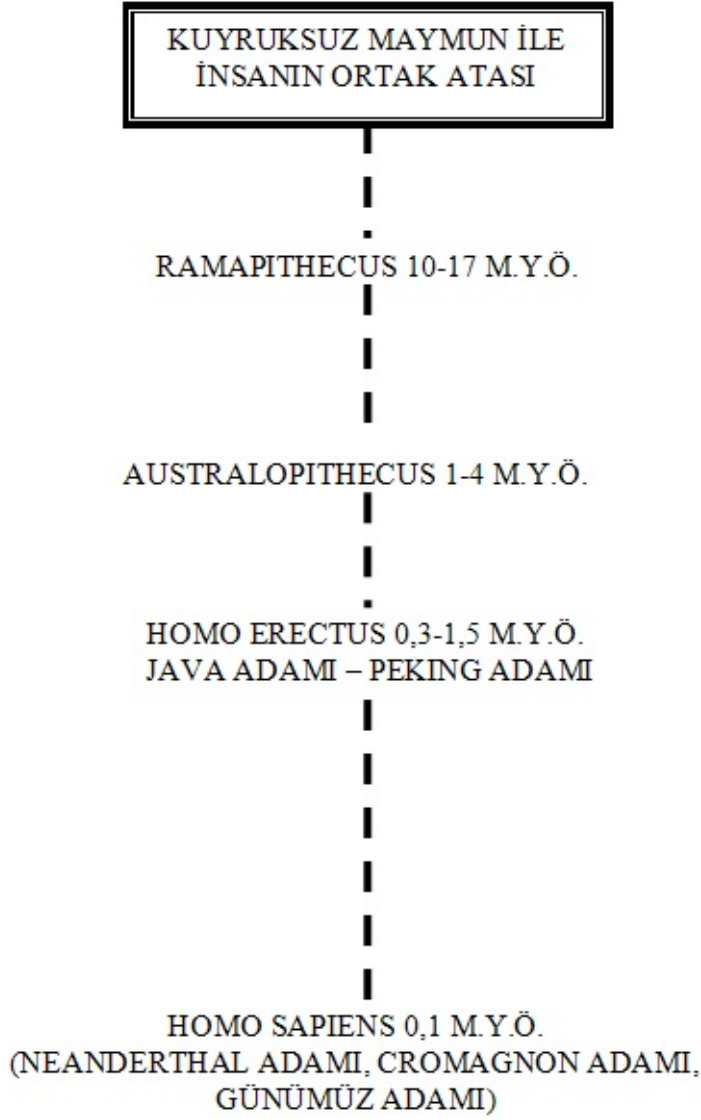 KUYRUKSUZ MAYMUN İLE
İNSANIN ORTAK ATASI
RAMAPITHECUS 10-17 M.Y.Ö.
AUSTRALOPITHECUS 1-4 M.Y.Ö.
HOMO ERECTUS 0,3-1,5 M.Y.Ö.
JAVA ADAMI – PEKING ADAMI
HOMO SAPIENS 0,1 M.Y.Ö.
(NEANDERTHAL ADAMI, CROMAGNON ADAMI,
GÜNÜMÜZ ADAMI)